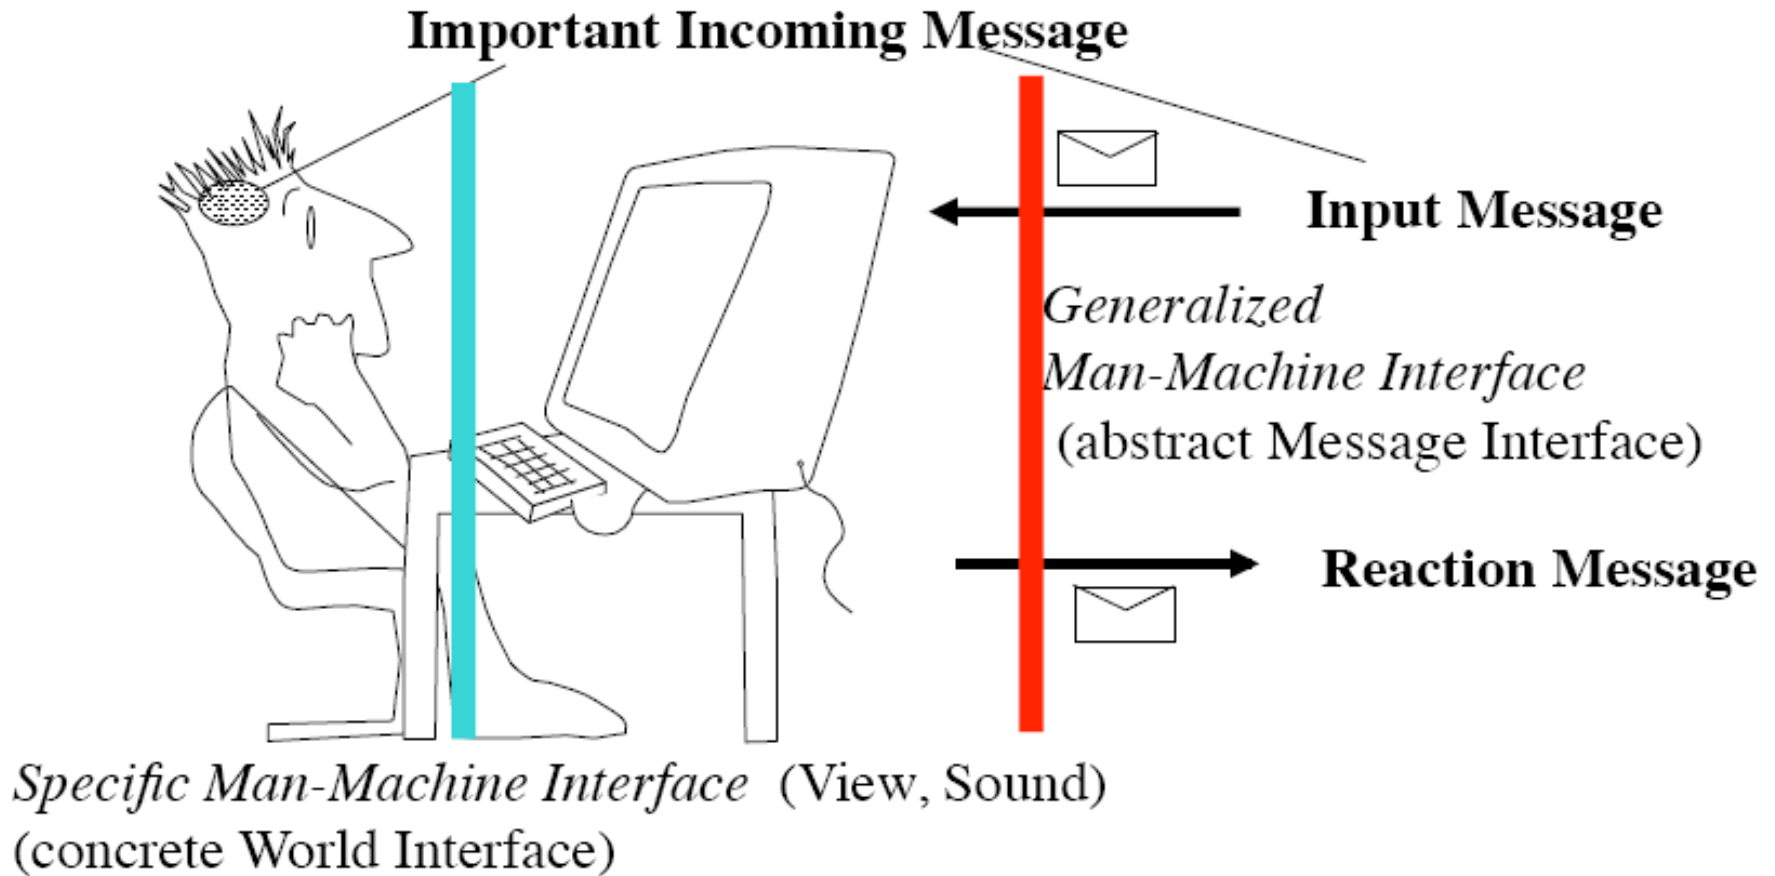 Important Incoming Message
Input Message
Generalized
Man-Machine Interface
(abstract Message Interface)
Reaction Message
Specific Man-Machine Interface (View, Sound)
(concrete World Interface)